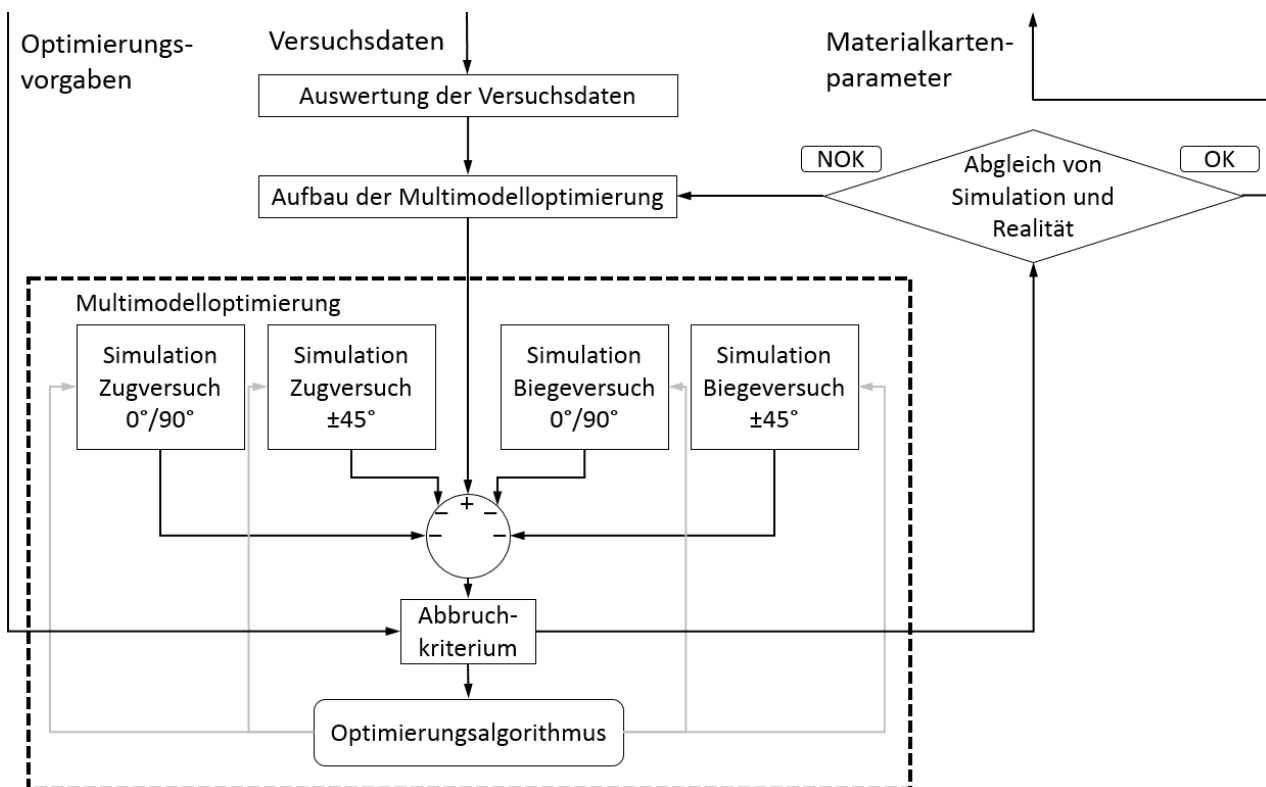 Optimierungs-
vorgaben
Versuchsdaten
Materialkarten-
parameter
Auswertung der Versuchsdaten
NOK
OK
Abgleich von
Simulation und
Realität
Aufbau der Multimodelloptimierung
Multimodelloptimierung
Simulation
Zugversuch
0°/90°
Simulation
Zugversuch
±45°
Simulation
Biegeversuch
0°/90°
Simulation
Biegeversuch
±45°
+
– –
– –
Abbruch-
kriterium
Optimierungsalgorithmus